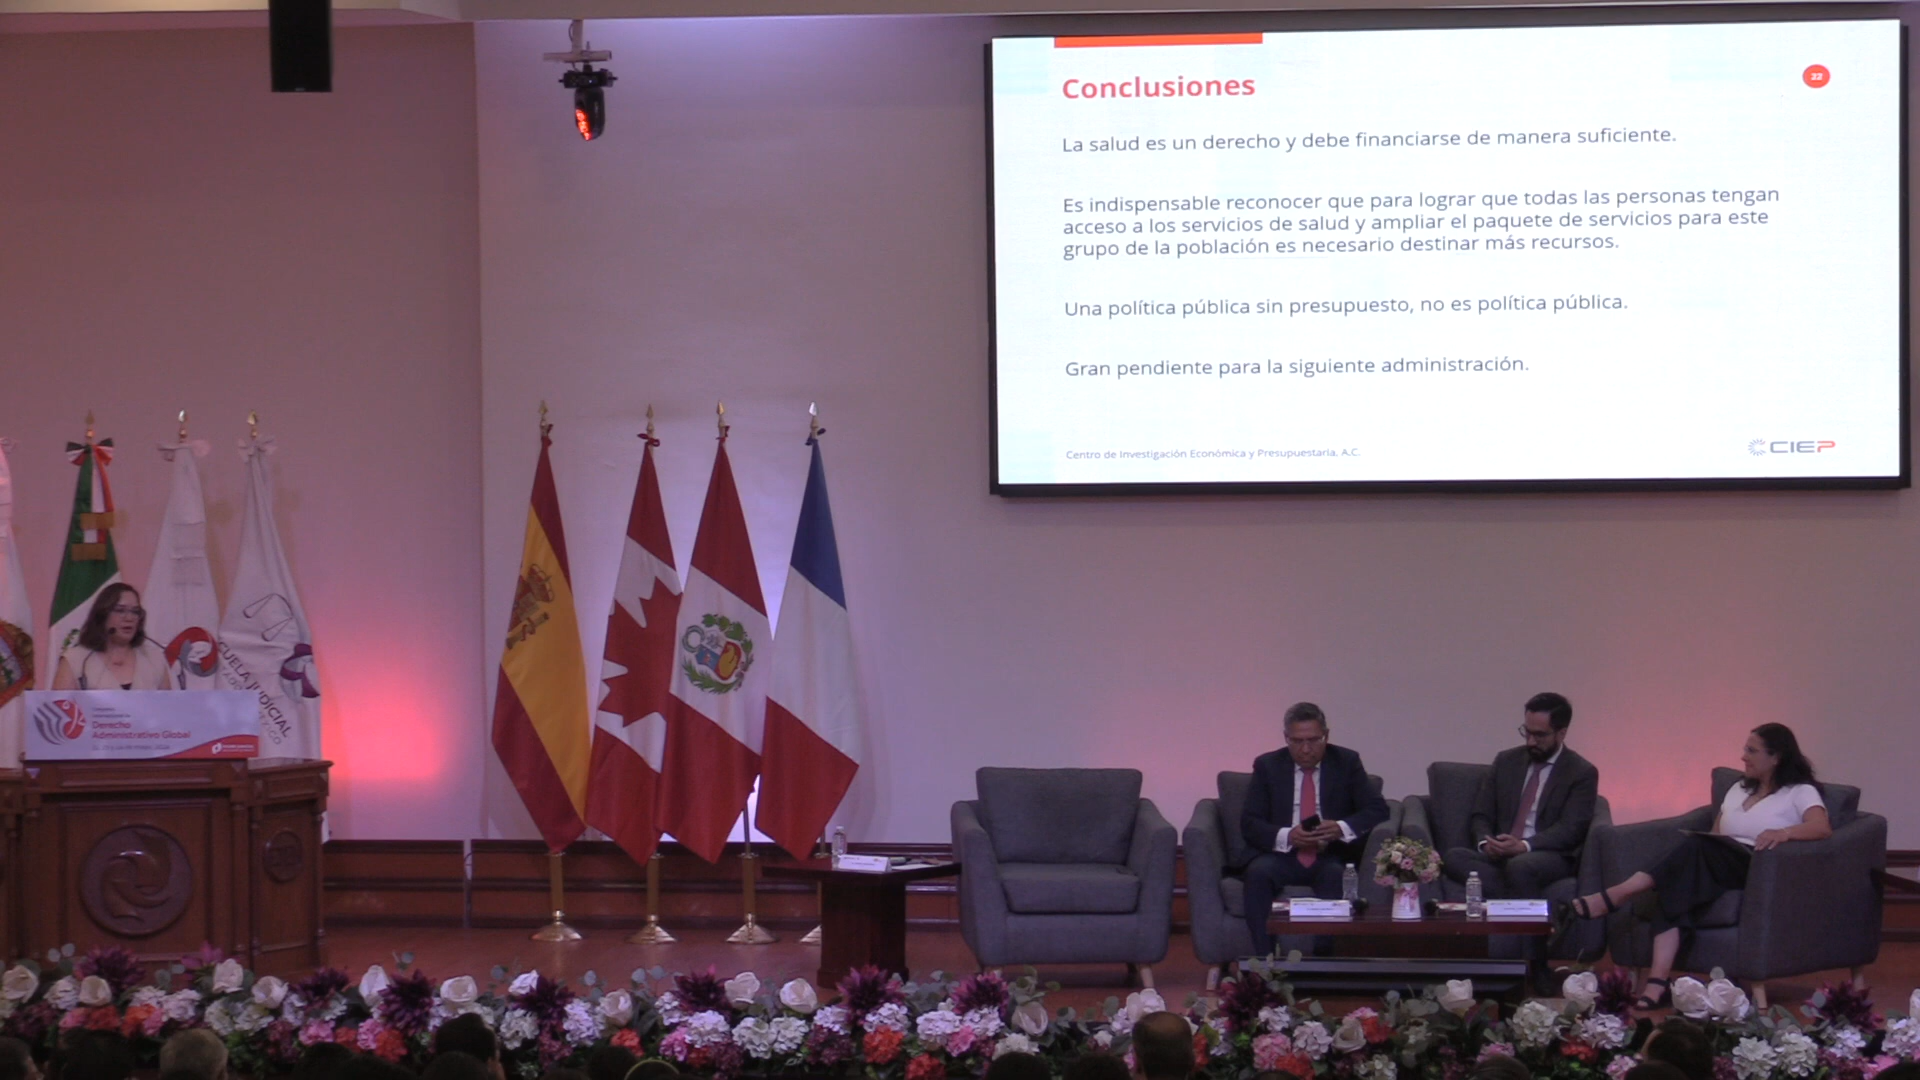 Conclusiones
22
La salud es un derecho y debe financiarse de manera suficiente.
Es indispensable reconocer que para lograr que todas las personas tengan
acceso a los servicios de salud y ampliar el paquete de servicios para este
grupo de la población es necesario destinar más recursos.
Una política pública sin presupuesto, no es política pública.
Gran pendiente para la siguiente administración.
Centro de Investigación Económica y Presupuestaria, A.C.
CIEP
CUELA JUDICIAL
Derecho
Administrativo Global